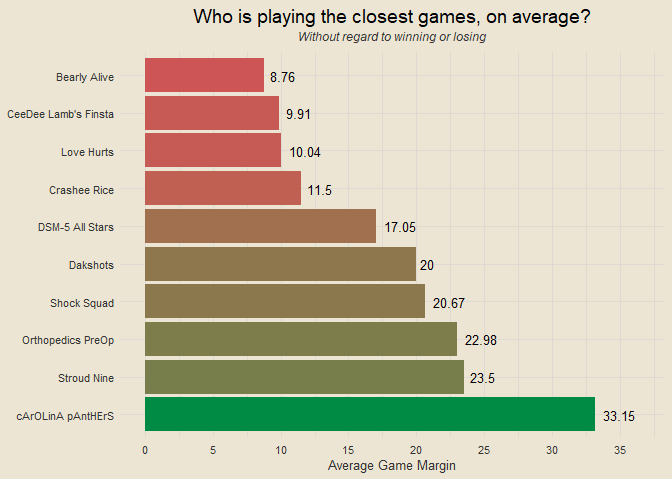 Who is playing the closest games, on average?
Without regard to winning or losing
Bearly Alive 8.76
CeeDee Lamb's Finsta 9.91
Love Hurts 10.04
Crashee Rice 11.5
DSM-5 All Stars 17.05
Dakshots 20
Shock Squad 20.67
Orthopedics PreOp 22.98
Stroud Nine 23.5
cArOLinA pAntHErS 33.15
0 5 10 15 20 25 30 35
Average Game Margin